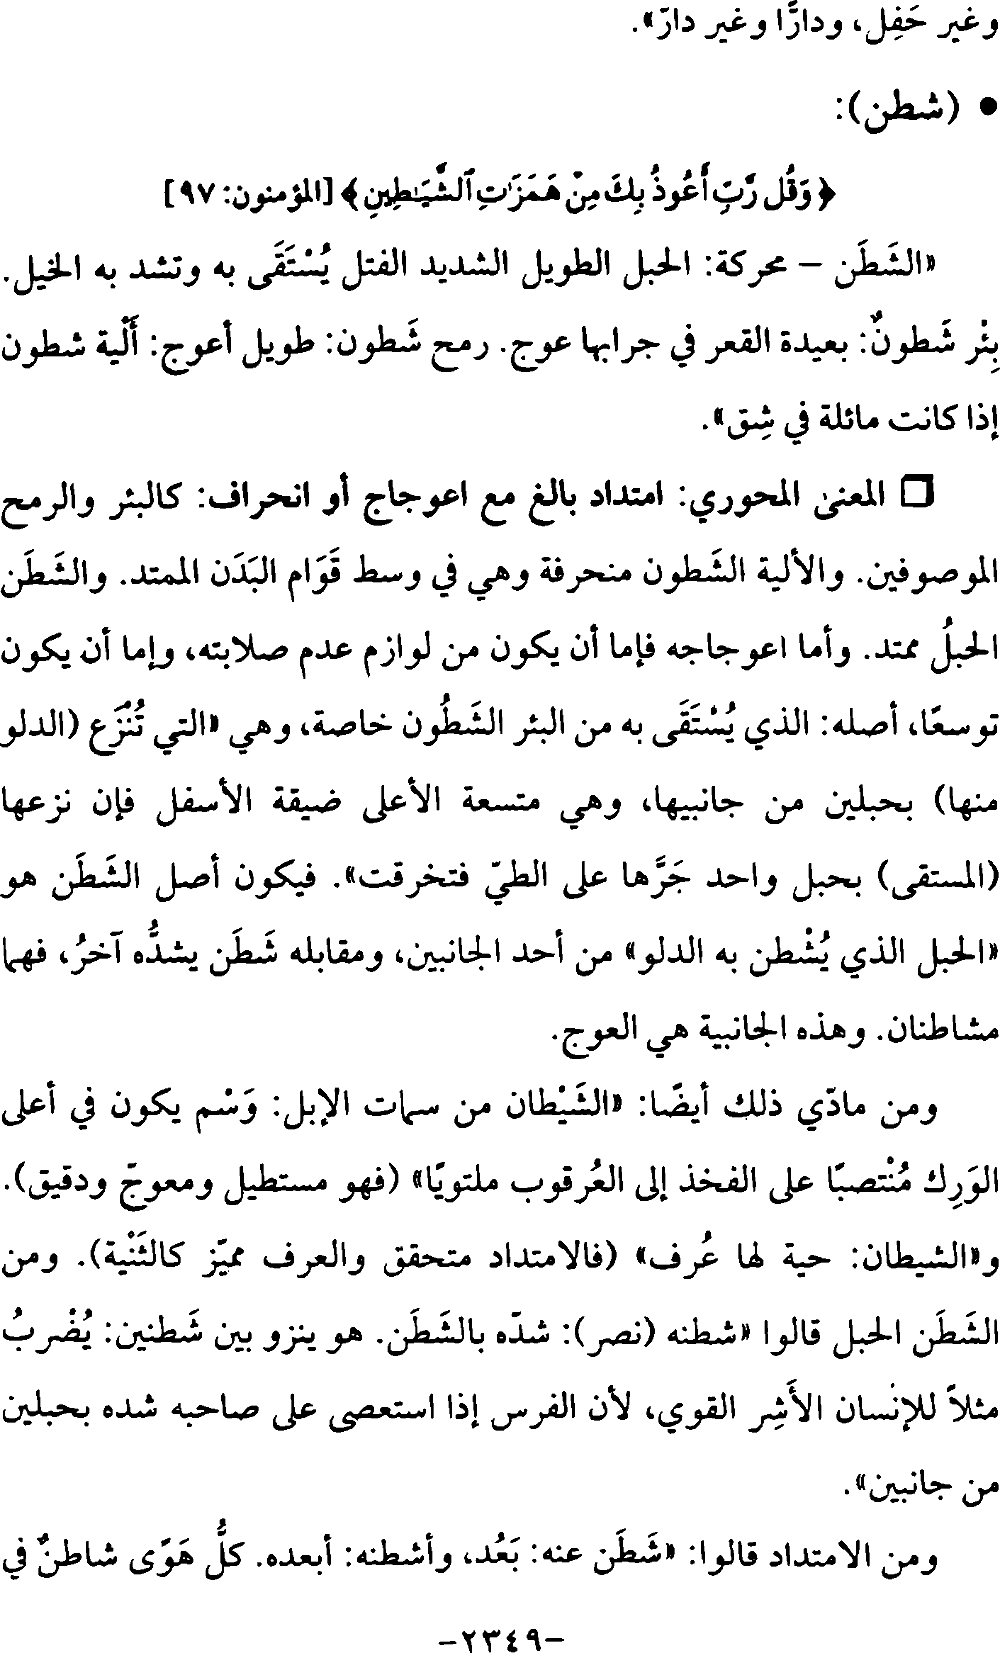 وغير حَفِل، ودارًّا وغير دارّ».
• (شطن):
﴿وَقُل رَّبِّ أَعُوذُ بِكَ مِنْ هَمَزَٰتِ ٱلشَّيَٰطِينِ﴾ [المؤمنون: ٩٧]
«الشَطَن – محركة: الحبل الطويل الشديد الفتل يُسْتَقَى به وتشد به الخيل.
بِئْر شَطونٌ: بعيدة القعر في جرابها عوج. رمح شَطون: طويل أعوج: أَلْية شطون
إذا كانت مائلة في شِق».
□ المعنى المحوري: امتداد بالغ مع اعوجاج أو انحراف: كالبئر والرمح
الموصوفين. والألية الشَطون منحرفة وهي في وسط قَوَام البَدَن الممتد. والشَطَن
الحبلُ ممتد. وأما اعوجاجه فإما أن يكون من لوازم عدم صلابته، وإما أن يكون
توسعًا، أصله: الذي يُسْتَقَى به من البئر الشَطُون خاصة، وهي «التي تُنْزَع (الدلو
منها) بحبلين من جانبيها، وهي متسعة الأعلى ضيقة الأسفل فإن نزعها
(المستقى) بحبل واحد جَرَّها على الطيّ فتخرقت». فيكون أصل الشَطَن هو
«الحبل الذي يُشْطن به الدلو» من أحد الجانبين، ومقابله شَطَن يشدُّه آخرُ، فهما
مشاطنان. وهذه الجانبية هي العوج.
ومن مادّي ذلك أيضًا: «الشَيْطان من سمات الإبل: وَسْم يكون في أعلى
الوَرِك مُنْتصبًا على الفخذ إلى العُرقوب ملتويًا» (فهو مستطيل ومعوجّ ودقيق).
و«الشيطان: حية لها عُرف» (فالامتداد متحقق والعرف مميّز كالثَنْية). ومن
الشَطَن الحبل قالوا «شطنه (نصر): شدّه بالشَطَن. هو ينزو بين شَطنين: يُضْربُ
مثلاً للإنسان الأَشِر القوي، لأن الفرس إذا استعصى على صاحبه شده بحبلين
من جانبين».
ومن الامتداد قالوا: «شَطَن عنه: بَعُد، وأشطنه: أبعده. كلُّ هَوًى شاطنٌ في
-٢٣٤٩-